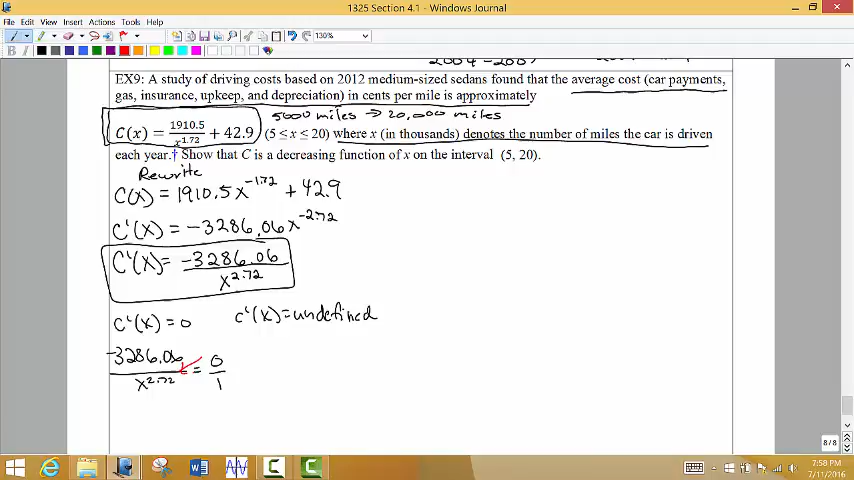 1325 Section 4.1 - Windows Journal
File Edit View Insert Actions Tools Help
130%
B I
2004-2007
EX9: A study of driving costs based on 2012 medium-sized sedans found that the average cost (car payments,
gas, insurance, upkeep, and depreciation) in cents per mile is approximately
5000 miles → 20,000 miles
C(x) = 1910.5/x^1.72 + 42.9 (5 ≤ x ≤ 20) where x (in thousands) denotes the number of miles the car is driven
each year.† Show that C is a decreasing function of x on the interval (5, 20).
Rewrite
C(x) = 1910.5x^-1.72 + 42.9
C'(x) = -3286.06x^-2.72
C'(x) = -3286.06/x^2.72
C'(x) = 0 C'(x) = undefined
-3286.06/x^2.72 = 0/1
8/8
7:58 PM
7/11/2016